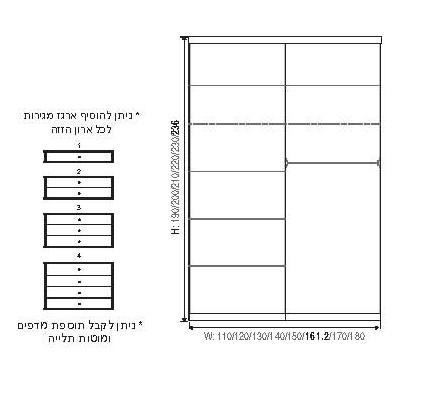 * ניתן להוסיף ארגז מגירות
לכל ארון הזזה
1
2
3
4
* ניתן לקבל תוספת מדפים
ומוטות תלייה
H: 190/200/210/220/230/236
W: 110/120/130/140/150/161.2/170/180